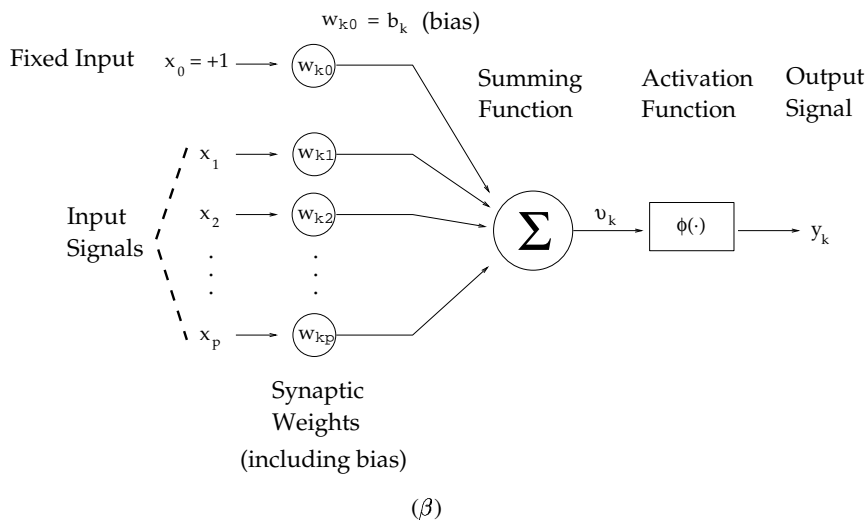 w_k0 = b_k (bias)
Fixed Input x_0 = +1 w_k0
Summing Function
Activation Function
Output Signal
x_1 w_k1
Input Signals
x_2 w_k2
Σ
υ_k
ϕ(·)
y_k
. .
. .
. .
x_p w_kp
Synaptic
Weights
(including bias)
(β)